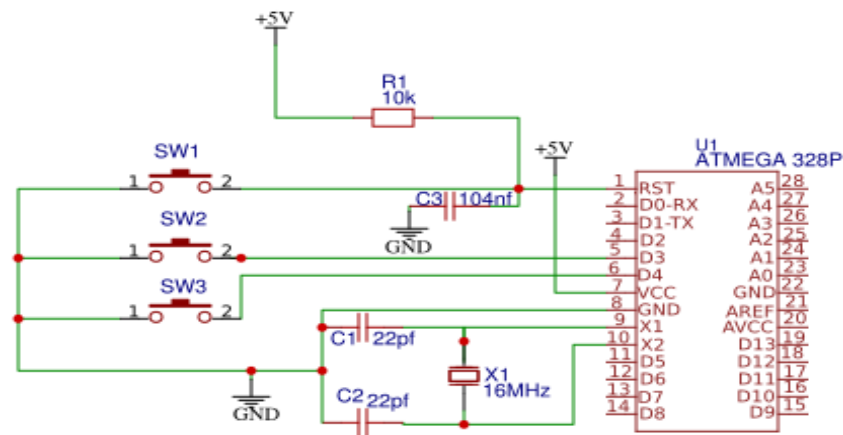 +5V
R1
10k
SW1
1 2
SW2
1 2
SW3
1 2
C3 104nf
GND
+5V
GND
C1 22pf
C2 22pf
X1
16MHz
U1
ATMEGA 328P
1 RST A5 28
2 D0-RX A4 27
3 D1-TX A3 26
4 D2 A2 25
5 D3 A1 24
6 D4 A0 23
7 VCC GND 22
8 GND AREF 21
9 X1 AVCC 20
10 X2 D13 19
11 D5 D12 18
12 D6 D11 17
13 D7 D10 16
14 D8 D9 15